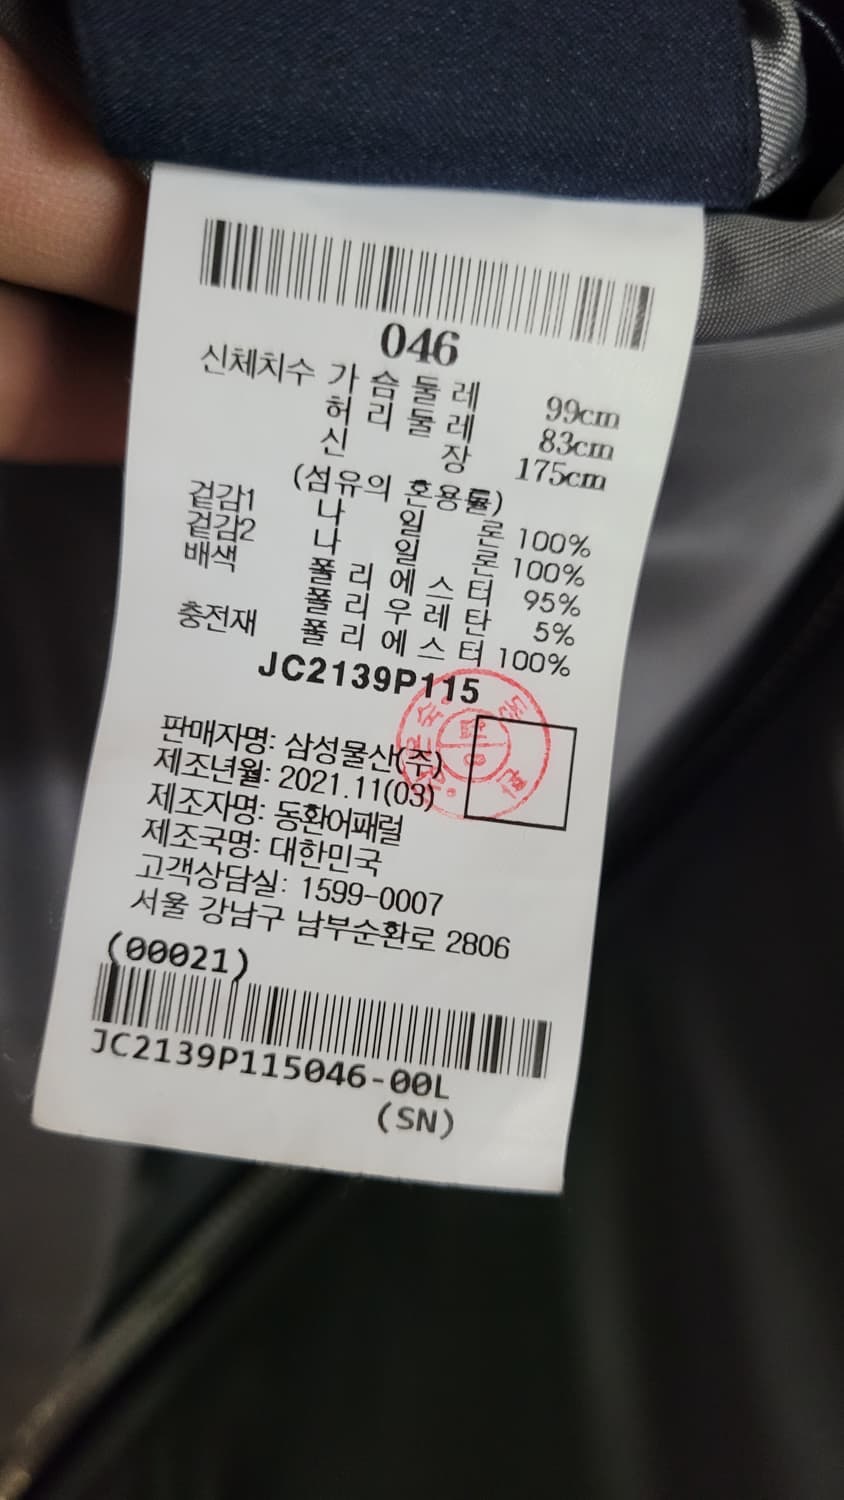 046
신체치수 가슴둘레 99cm
허리둘레 83cm
신장 175cm
(섬유의 혼용률)
겉감1 나일론 100%
겉감2 나일론 100%
배색 폴리에스터 95%
폴리우레탄 5%
충전재 폴리에스터 100%
JC2139P115
판매자명: 삼성물산(주)
제조년월: 2021.11(03)
제조자명: 동환어패럴
제조국명: 대한민국
고객상담실: 1599-0007
서울 강남구 남부순환로 2806
(00021)
JC2139P115046-00L
(SN)